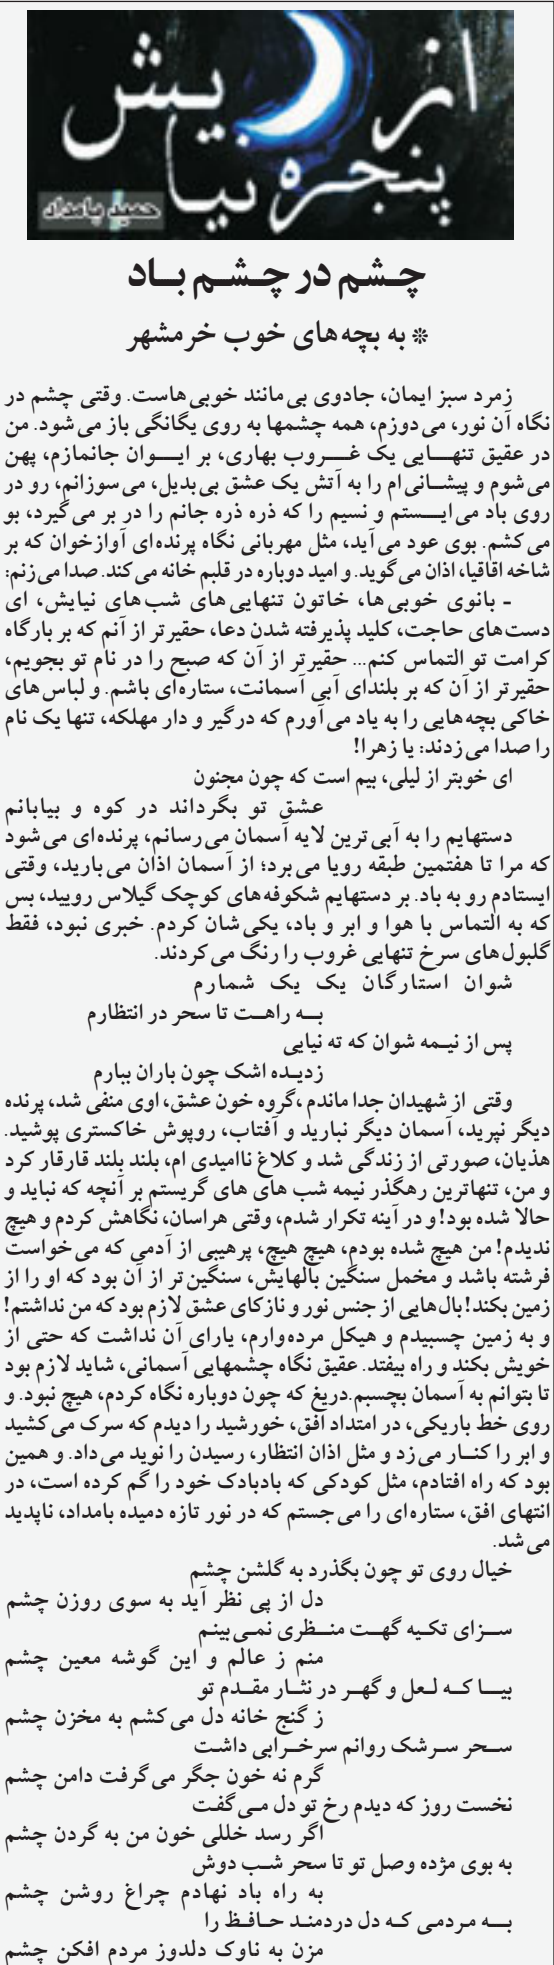 از پنجره نیایش
حمید بامداد
چشم در چشم باد
* به بچه‌های خوب خرمشهر
زمرد سبز ایمان، جادوی بی‌مانند خوبی‌هاست. وقتی چشم در
نگاه آن نور، می‌دوزم، همه چشمها به روی یگانگی باز می‌شود. من
در عقیق تنهایی یک غروب بهاری، بر ایوان جانمازم، پهن
می‌شوم و پیشانی‌ام را به آتش یک عشق بی‌بدیل، می‌سوزانم، رو در
روی باد می‌ایستم و نسیم را که ذره ذره جانم را در بر می‌گیرد، بو
می‌کشم. بوی عود می‌آید، مثل مهربانی نگاه پرنده‌ای آوازخوان که بر
شاخه اقاقیا، اذان می‌گوید. و امید دوباره در قلبم خانه می‌کند. صدا می‌زنم:
- بانوی خوبی‌ها، خاتون تنهایی‌های شب‌های نیایش، ای
دست‌های حاجت، کلید پذیرفته شدن دعا، حقیرتر از آنم که بر بارگاه
کرامت تو التماس کنم... حقیرتر از آن که صبح را در نام تو بجویم،
حقیرتر از آن که بر بلندای آبی آسمانت، ستاره‌ای باشم. و لباس‌های
خاکی بچه‌هایی را به یاد می‌آورم که درگیر و دار مهلکه، تنها یک نام
را صدا می‌زدند: یا زهرا!
ای خوبتر از لیلی، بیم است که چون مجنون
عشق تو بگرداند در کوه و بیابانم
دستهایم را به آبی‌ترین لایه آسمان می‌رسانم، پرنده‌ای می‌شود
که مرا تا هفتمین طبقه رویا می‌برد؛ از آسمان اذان می‌بارید، وقتی
ایستادم رو به باد. بر دستهایم شکوفه‌های کوچک گیلاس رویید، بس
که به التماس با هوا و ابر و باد، یکی‌شان کردم. خبری نبود، فقط
گلبول‌های سرخ تنهایی غروب را رنگ می‌کردند.
شوان استارگان یک یک شمارم
به راهت تا سحر در انتظارم
پس از نیمه شوان که ته نیایی
زدیده اشک چون باران ببارم
وقتی از شهیدان جدا ماندم ،گروه خون عشق، اوی منفی شد، پرنده
دیگر نپرید، آسمان دیگر نبارید و آفتاب، روپوش خاکستری پوشید.
هذیان، صورتی از زندگی شد و کلاغ ناامیدی ام، بلند بلند قارقار کرد
و من، تنهاترین رهگذر نیمه شب های های گریستم بر آنچه که نباید و
حالا شده بود! و در آینه تکرار شدم، وقتی هراسان، نگاهش کردم و هیچ
ندیدم! من هیچ شده بودم، هیچ هیچ، پرهیبی از آدمی که می‌خواست
فرشته باشد و مخمل سنگین بالهایش، سنگین‌تر از آن بود که او را از
زمین بکند! بال‌هایی از جنس نور و نازکای عشق لازم بود که من نداشتم!
و به زمین چسبیدم و هیکل مرده‌وارم، یارای آن نداشت که حتی از
خویش بکند و راه بیفتد. عقیق نگاه چشمهایی آسمانی، شاید لازم بود
تا بتوانم به آسمان بچسبم.دریغ که چون دوباره نگاه کردم، هیچ نبود. و
روی خط باریکی، در امتداد افق، خورشید را دیدم که سرک می‌کشید
و ابر را کنار می‌زد و مثل اذان انتظار، رسیدن را نوید می‌داد. و همین
بود که راه افتادم، مثل کودکی که بادبادک خود را گم کرده است، در
انتهای افق، ستاره‌ای را می‌جستم که در نور تازه دمیده بامداد، ناپدید
می‌شد.
خیال روی تو چون بگذرد به گلشن چشم
دل از پی نظر آید به سوی روزن چشم
سزای تکیه گهت منظری نمی‌بینم
منم ز عالم و این گوشه معین چشم
بیا که لعل و گهر در نثار مقدم تو
ز گنج خانه دل می‌کشم به مخزن چشم
سحر سرشک روانم سرخرابی داشت
گرم نه خون جگر می‌گرفت دامن چشم
نخست روز که دیدم رخ تو دل می‌گفت
اگر رسد خللی خون من به گردن چشم
به بوی مژده وصل تو تا سحر شب دوش
به راه باد نهادم چراغ روشن چشم
به مردمی که دل دردمند حافظ را
مزن به ناوک دلدوز مردم افکن چشم